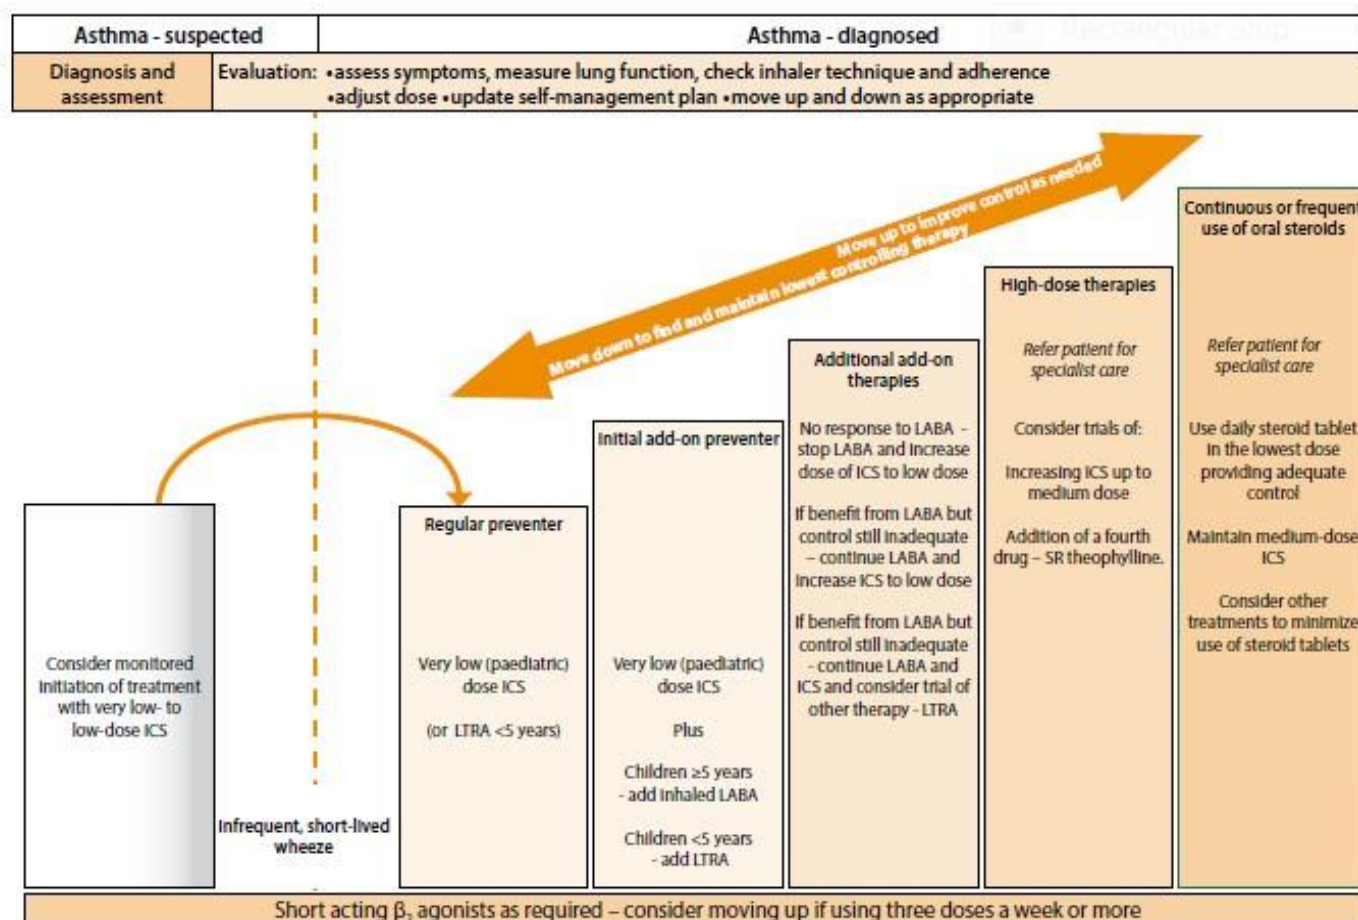 Asthma - suspected
Asthma - diagnosed
Diagnosis and
assessment
Evaluation: •assess symptoms, measure lung function, check inhaler technique and adherence
•adjust dose •update self-management plan •move up and down as appropriate
Move up to improve control as needed
Move down to find and maintain lowest controlling therapy
Consider monitored
initiation of treatment
with very low- to
low-dose ICS
Infrequent, short-lived
wheeze
Regular preventer
Very low (paediatric)
dose ICS
(or LTRA <5 years)
Initial add-on preventer
Very low (paediatric)
dose ICS
Plus
Children ≥5 years
- add inhaled LABA
Children <5 years
- add LTRA
Additional add-on
therapies
No response to LABA -
stop LABA and increase
dose of ICS to low dose
If benefit from LABA but
control still inadequate
– continue LABA and
increase ICS to low dose
If benefit from LABA but
control still inadequate
- continue LABA and
ICS and consider trial of
other therapy - LTRA
High-dose therapies
Refer patient for
specialist care
Consider trials of:
Increasing ICS up to
medium dose
Addition of a fourth
drug – SR theophylline.
Continuous or frequent
use of oral steroids
Refer patient for
specialist care
Use daily steroid tablet
in the lowest dose
providing adequate
control
Maintain medium-dose
ICS
Consider other
treatments to minimize
use of steroid tablets
Short acting β₂ agonists as required – consider moving up if using three doses a week or more